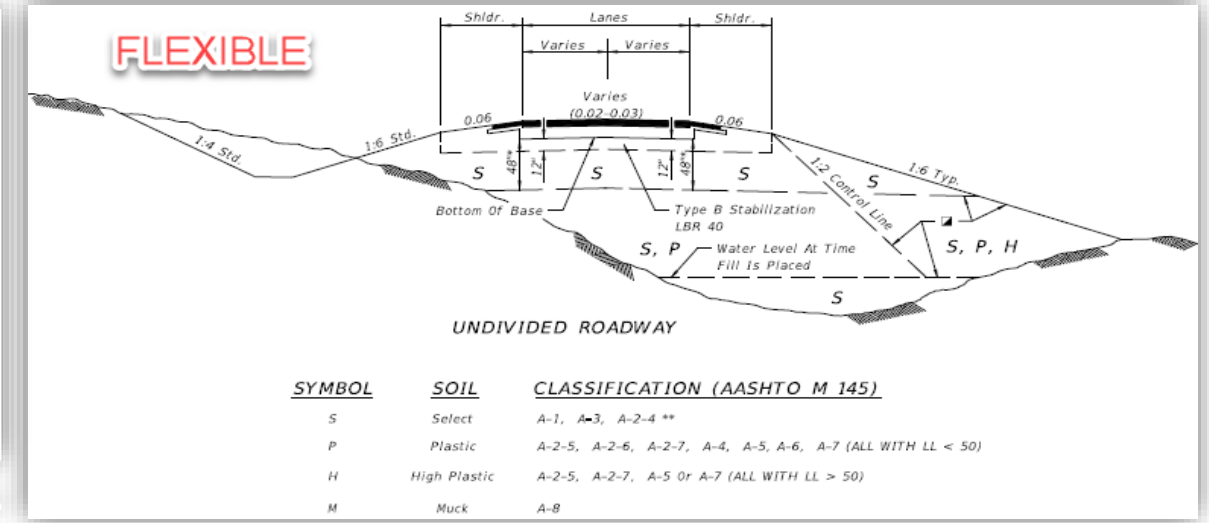 FLEXIBLE
Shldr. Lanes Shldr.
Varies Varies
Varies
(0.02-0.03)
0.06 0.06
1:4 Std. 1:6 Std.
1:6 Typ.
1:2 Control Line
48"* 12" 12" 48"*
S S S S
Bottom Of Base
Type B Stabilization
LBR 40
S, P S, P, H
Water Level At Time
Fill Is Placed
S
UNDIVIDED ROADWAY
SYMBOL SOIL CLASSIFICATION (AASHTO M 145)
S Select A-1, A-3, A-2-4 **
P Plastic A-2-5, A-2-6, A-2-7, A-4, A-5, A-6, A-7 (ALL WITH LL < 50)
H High Plastic A-2-5, A-2-7, A-5 Or A-7 (ALL WITH LL > 50)
M Muck A-8